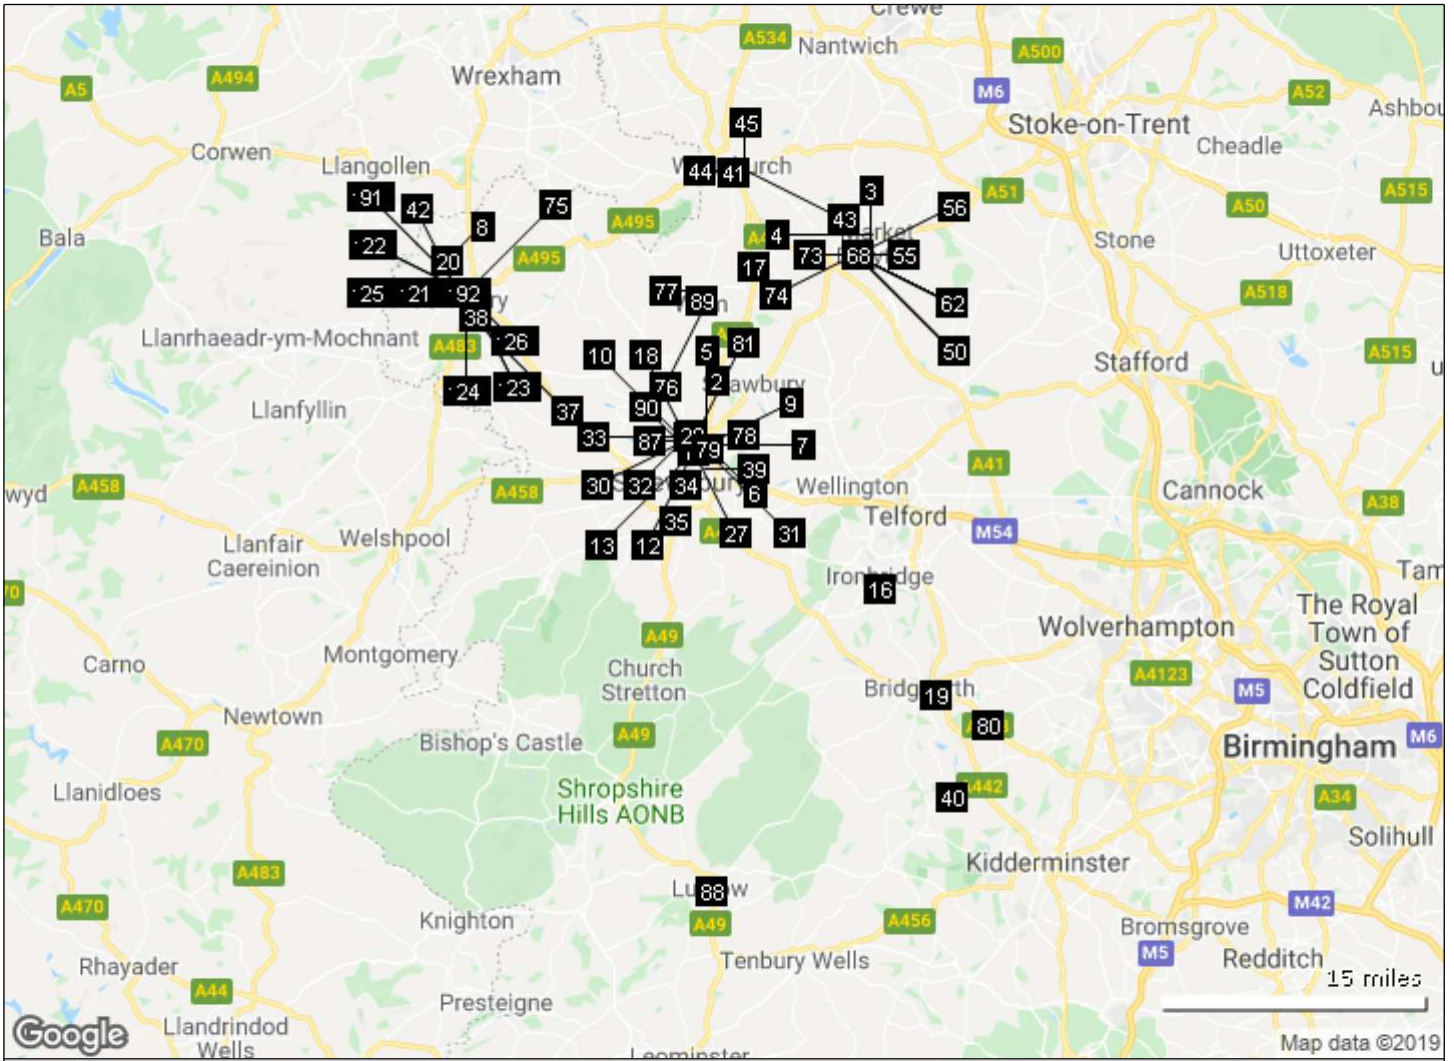 Crewe
A534
Nantwich
A500
A494
A5
Wrexham
M6
A52
45
Stoke-on-Trent
Cheadle
Corwen
Llangollen
44
41
91
42
75
8
3
43
56
A51
A515
A50
A495
4
Bala
22
20
Stone
Uttoxeter
A495
73
68
55
17
25
21
92
77
89
74
62
A518
38
Llanrhaeadr-ym-Mochnant
A483
26
10
18
5
81
50
Stafford
A515
24
23
76
2
Llanfyllin
37
90
9
33
87
78
7
79
A41
39
A458
A458
30
32
34
6
Wellington
Cannock
A38
35
Telford
M54
Llanfair
Caereinion
Welshpool
13
12
27
31
Ironbridge
16
The Royal
Town of
Sutton
Coldfield
A49
Wolverhampton
Carno
Montgomery
Church
Stretton
A4123
M5
19
Newtown
80
A470
Bishop's Castle
A49
Birmingham
M6
Llanidloes
Shropshire
Hills AONB
40
A442
A34
Solihull
A483
Kidderminster
88
A470
Knighton
A49
A456
M42
Bromsgrove
Rhayader
Tenbury Wells
M5
Redditch
15 miles
A44
Presteigne
Google
Llandrindod
Wells
Leominster
Map data ©2019